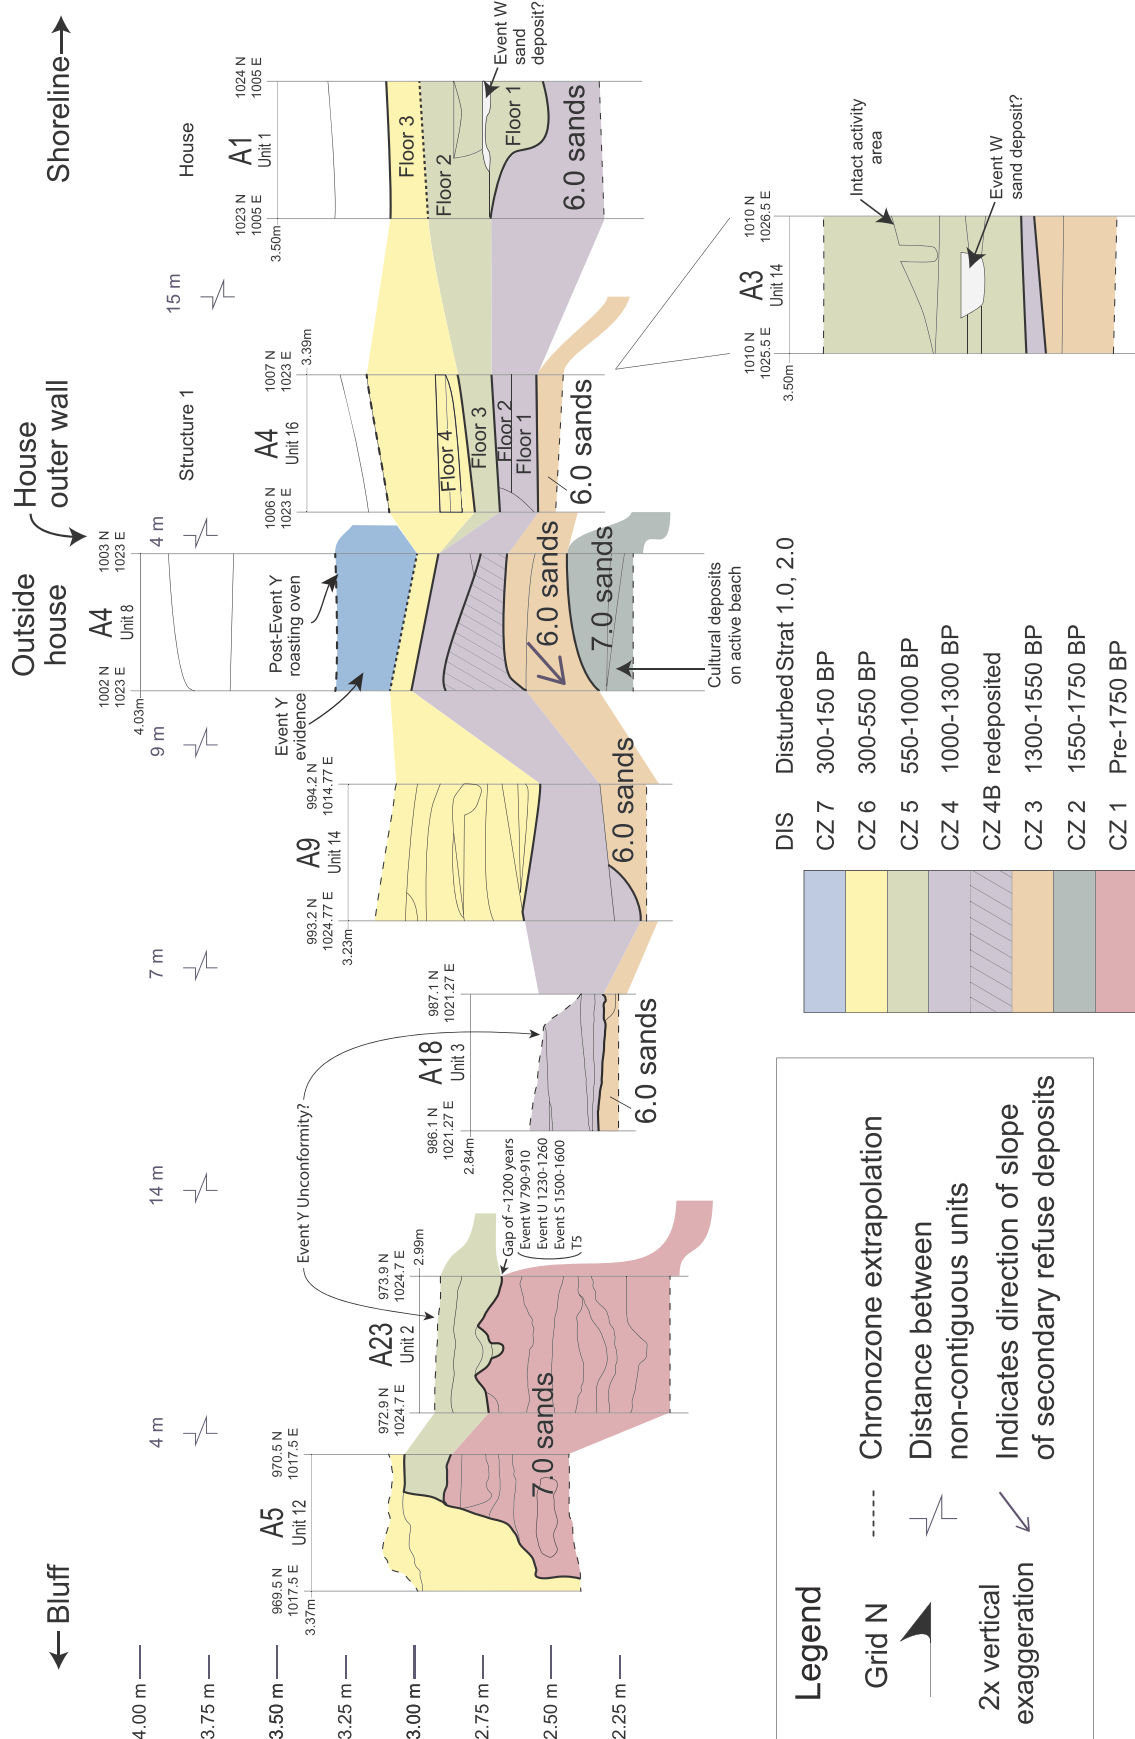 ← Bluff
Shoreline→
Outside
house
House
outer wall
4 m
14 m
7 m
9 m
4 m
15 m
Structure 1
House
4.00 m
3.75 m
3.50 m
3.25 m
3.00 m
2.75 m
2.50 m
2.25 m
969.5 N
1017.5 E
A5
Unit 12
970.5 N
1017.5 E
3.37m
7.0 sands
972.9 N
1024.7 E
A23
Unit 2
973.9 N
1024.7 E
2.99m
Event Y Unconformity?
Gap of ~1200 years
Event W 790-910
Event U 1230-1260
Event S 1500-1600
T5
986.1 N
1021.27 E
A18
Unit 3
987.1 N
1021.27 E
2.84m
6.0 sands
993.2 N
1024.77 E
A9
Unit 14
994.2 N
1014.77 E
3.23m
6.0 sands
1002 N
1023 E
A4
Unit 8
1003 N
1023 E
4.03m
Event Y
evidence
Post-Event Y
roasting oven
6.0 sands
7.0 sands
Cultural deposits
on active beach
1006 N
1023 E
A4
Unit 16
1007 N
1023 E
3.39m
Floor 4
Floor 3
Floor 2
Floor 1
6.0 sands
1023 N
1005 E
A1
Unit 1
1024 N
1005 E
3.50m
Floor 3
Floor 2
Floor 1
6.0 sands
Event W
sand
deposit?
1010 N
1025.5 E
A3
Unit 14
1010 N
1026.5 E
3.50m
Intact activity
area
Event W
sand deposit?
Legend
Grid N
2x vertical
exaggeration
Chronozone extrapolation
Distance between
non-contiguous units
Indicates direction of slope
of secondary refuse deposits
DIS Disturbed Strat 1.0, 2.0
CZ 7 300-150 BP
CZ 6 300-550 BP
CZ 5 550-1000 BP
CZ 4 1000-1300 BP
CZ 4B redeposited
CZ 3 1300-1550 BP
CZ 2 1550-1750 BP
CZ 1 Pre-1750 BP